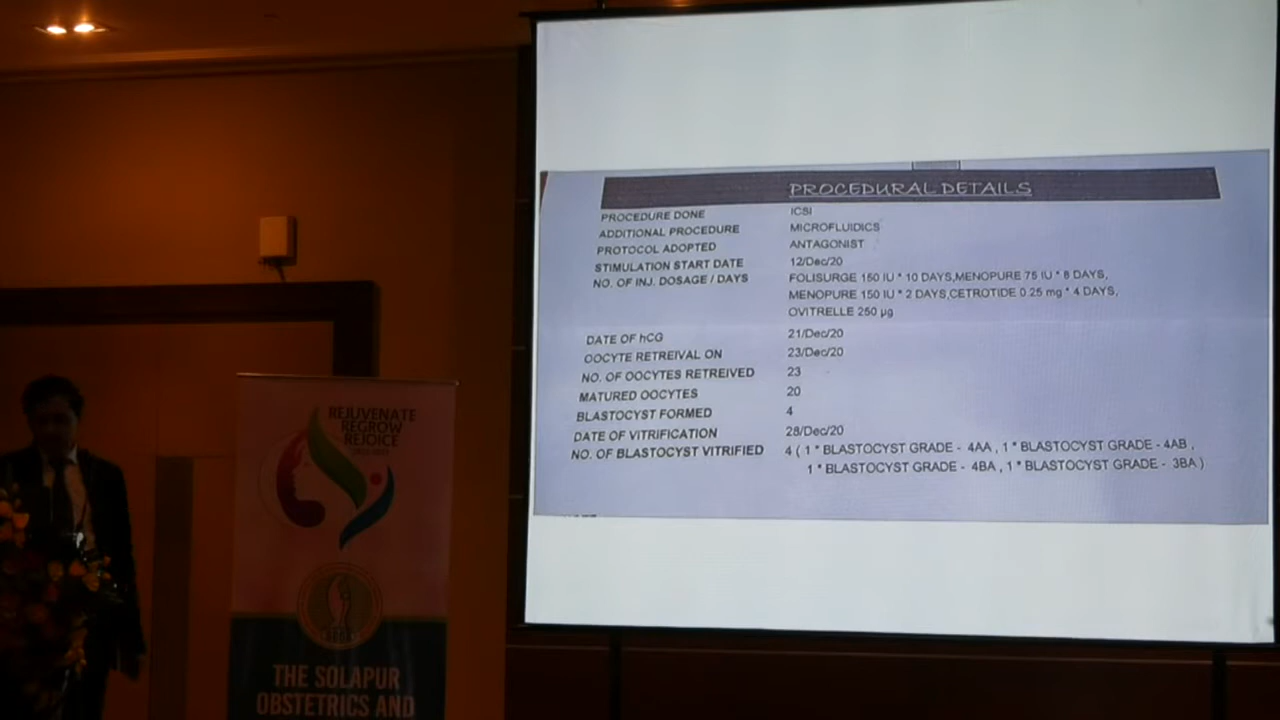 PROCEDURAL DETAILS
PROCEDURE DONE ICSI
ADDITIONAL PROCEDURE MICROFLUIDICS
PROTOCOL ADOPTED ANTAGONIST
STIMULATION START DATE 12/Dec/20
NO. OF INJ. DOSAGE / DAYS FOLISURGE 150 IU * 10 DAYS,MENOPURE 75 IU * 8 DAYS,
MENOPURE 150 IU * 2 DAYS,CETROTIDE 0.25 mg * 4 DAYS,
OVITRELLE 250 µg
DATE OF hCG 21/Dec/20
OOCYTE RETREIVAL ON 23/Dec/20
NO. OF OOCYTES RETREIVED 23
MATURED OOCYTES 20
BLASTOCYST FORMED 4
DATE OF VITRIFICATION 28/Dec/20
NO. OF BLASTOCYST VITRIFIED 4 ( 1 * BLASTOCYST GRADE - 4AA , 1 * BLASTOCYST GRADE - 4AB ,
1 * BLASTOCYST GRADE - 4BA , 1 * BLASTOCYST GRADE - 3BA )
REJUVENATE
REGROW
REJOICE
THE SOLAPUR
OBSTETRICS AND